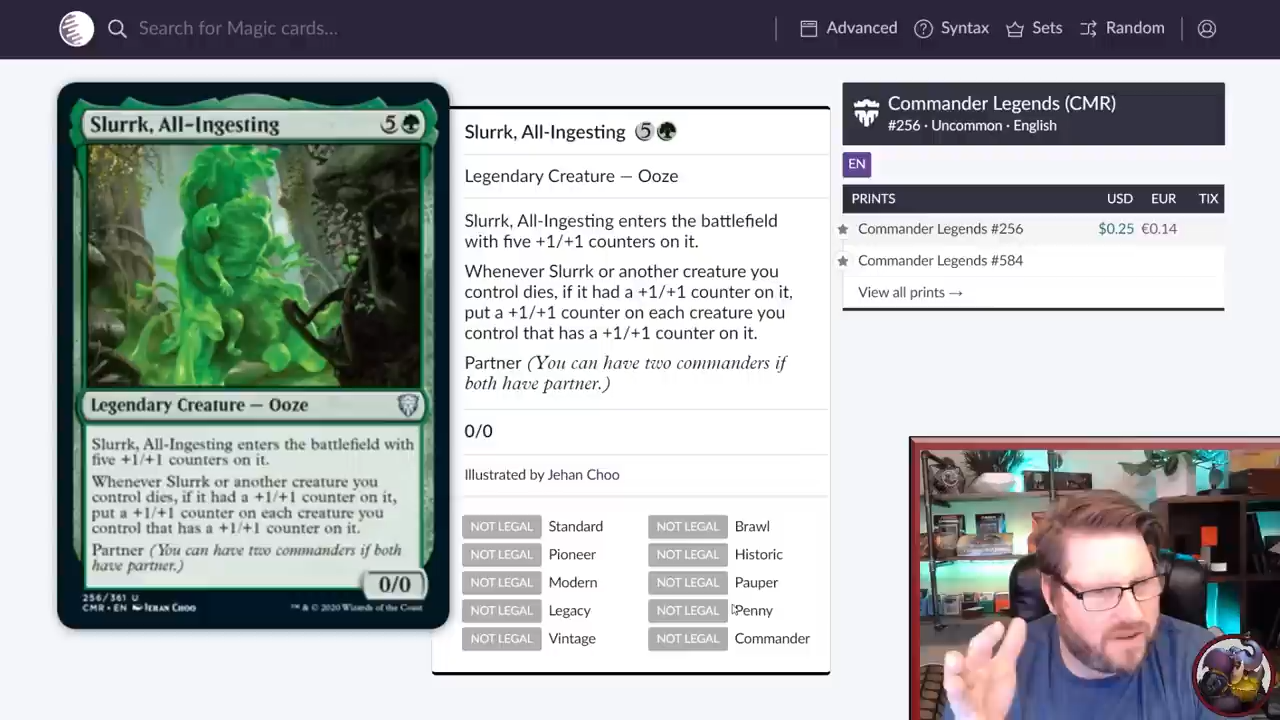 Search for Magic cards...
Advanced
Syntax
Sets
Random
Slurrk, All-Ingesting 5
Legendary Creature — Ooze
Slurrk, All-Ingesting enters the battlefield with
five +1/+1 counters on it.
Whenever Slurrk or another creature you
control dies, if it had a +1/+1 counter on it,
put a +1/+1 counter on each creature you
control that has a +1/+1 counter on it.
Partner (You can have two commanders if both
have partner.)
0/0
256/361 U
CMR • EN Jehan Choo
™ & © 2020 Wizards of the Coast
Slurrk, All-Ingesting 5
Legendary Creature — Ooze
Slurrk, All-Ingesting enters the battlefield
with five +1/+1 counters on it.
Whenever Slurrk or another creature you
control dies, if it had a +1/+1 counter on it,
put a +1/+1 counter on each creature you
control that has a +1/+1 counter on it.
Partner (You can have two commanders if
both have partner.)
0/0
Illustrated by Jehan Choo
NOT LEGAL Standard NOT LEGAL Brawl
NOT LEGAL Pioneer NOT LEGAL Historic
NOT LEGAL Modern NOT LEGAL Pauper
NOT LEGAL Legacy NOT LEGAL Penny
NOT LEGAL Vintage NOT LEGAL Commander
Commander Legends (CMR)
#256 · Uncommon · English
EN
PRINTS USD EUR TIX
Commander Legends #256 $0.25 €0.14
Commander Legends #584
View all prints →